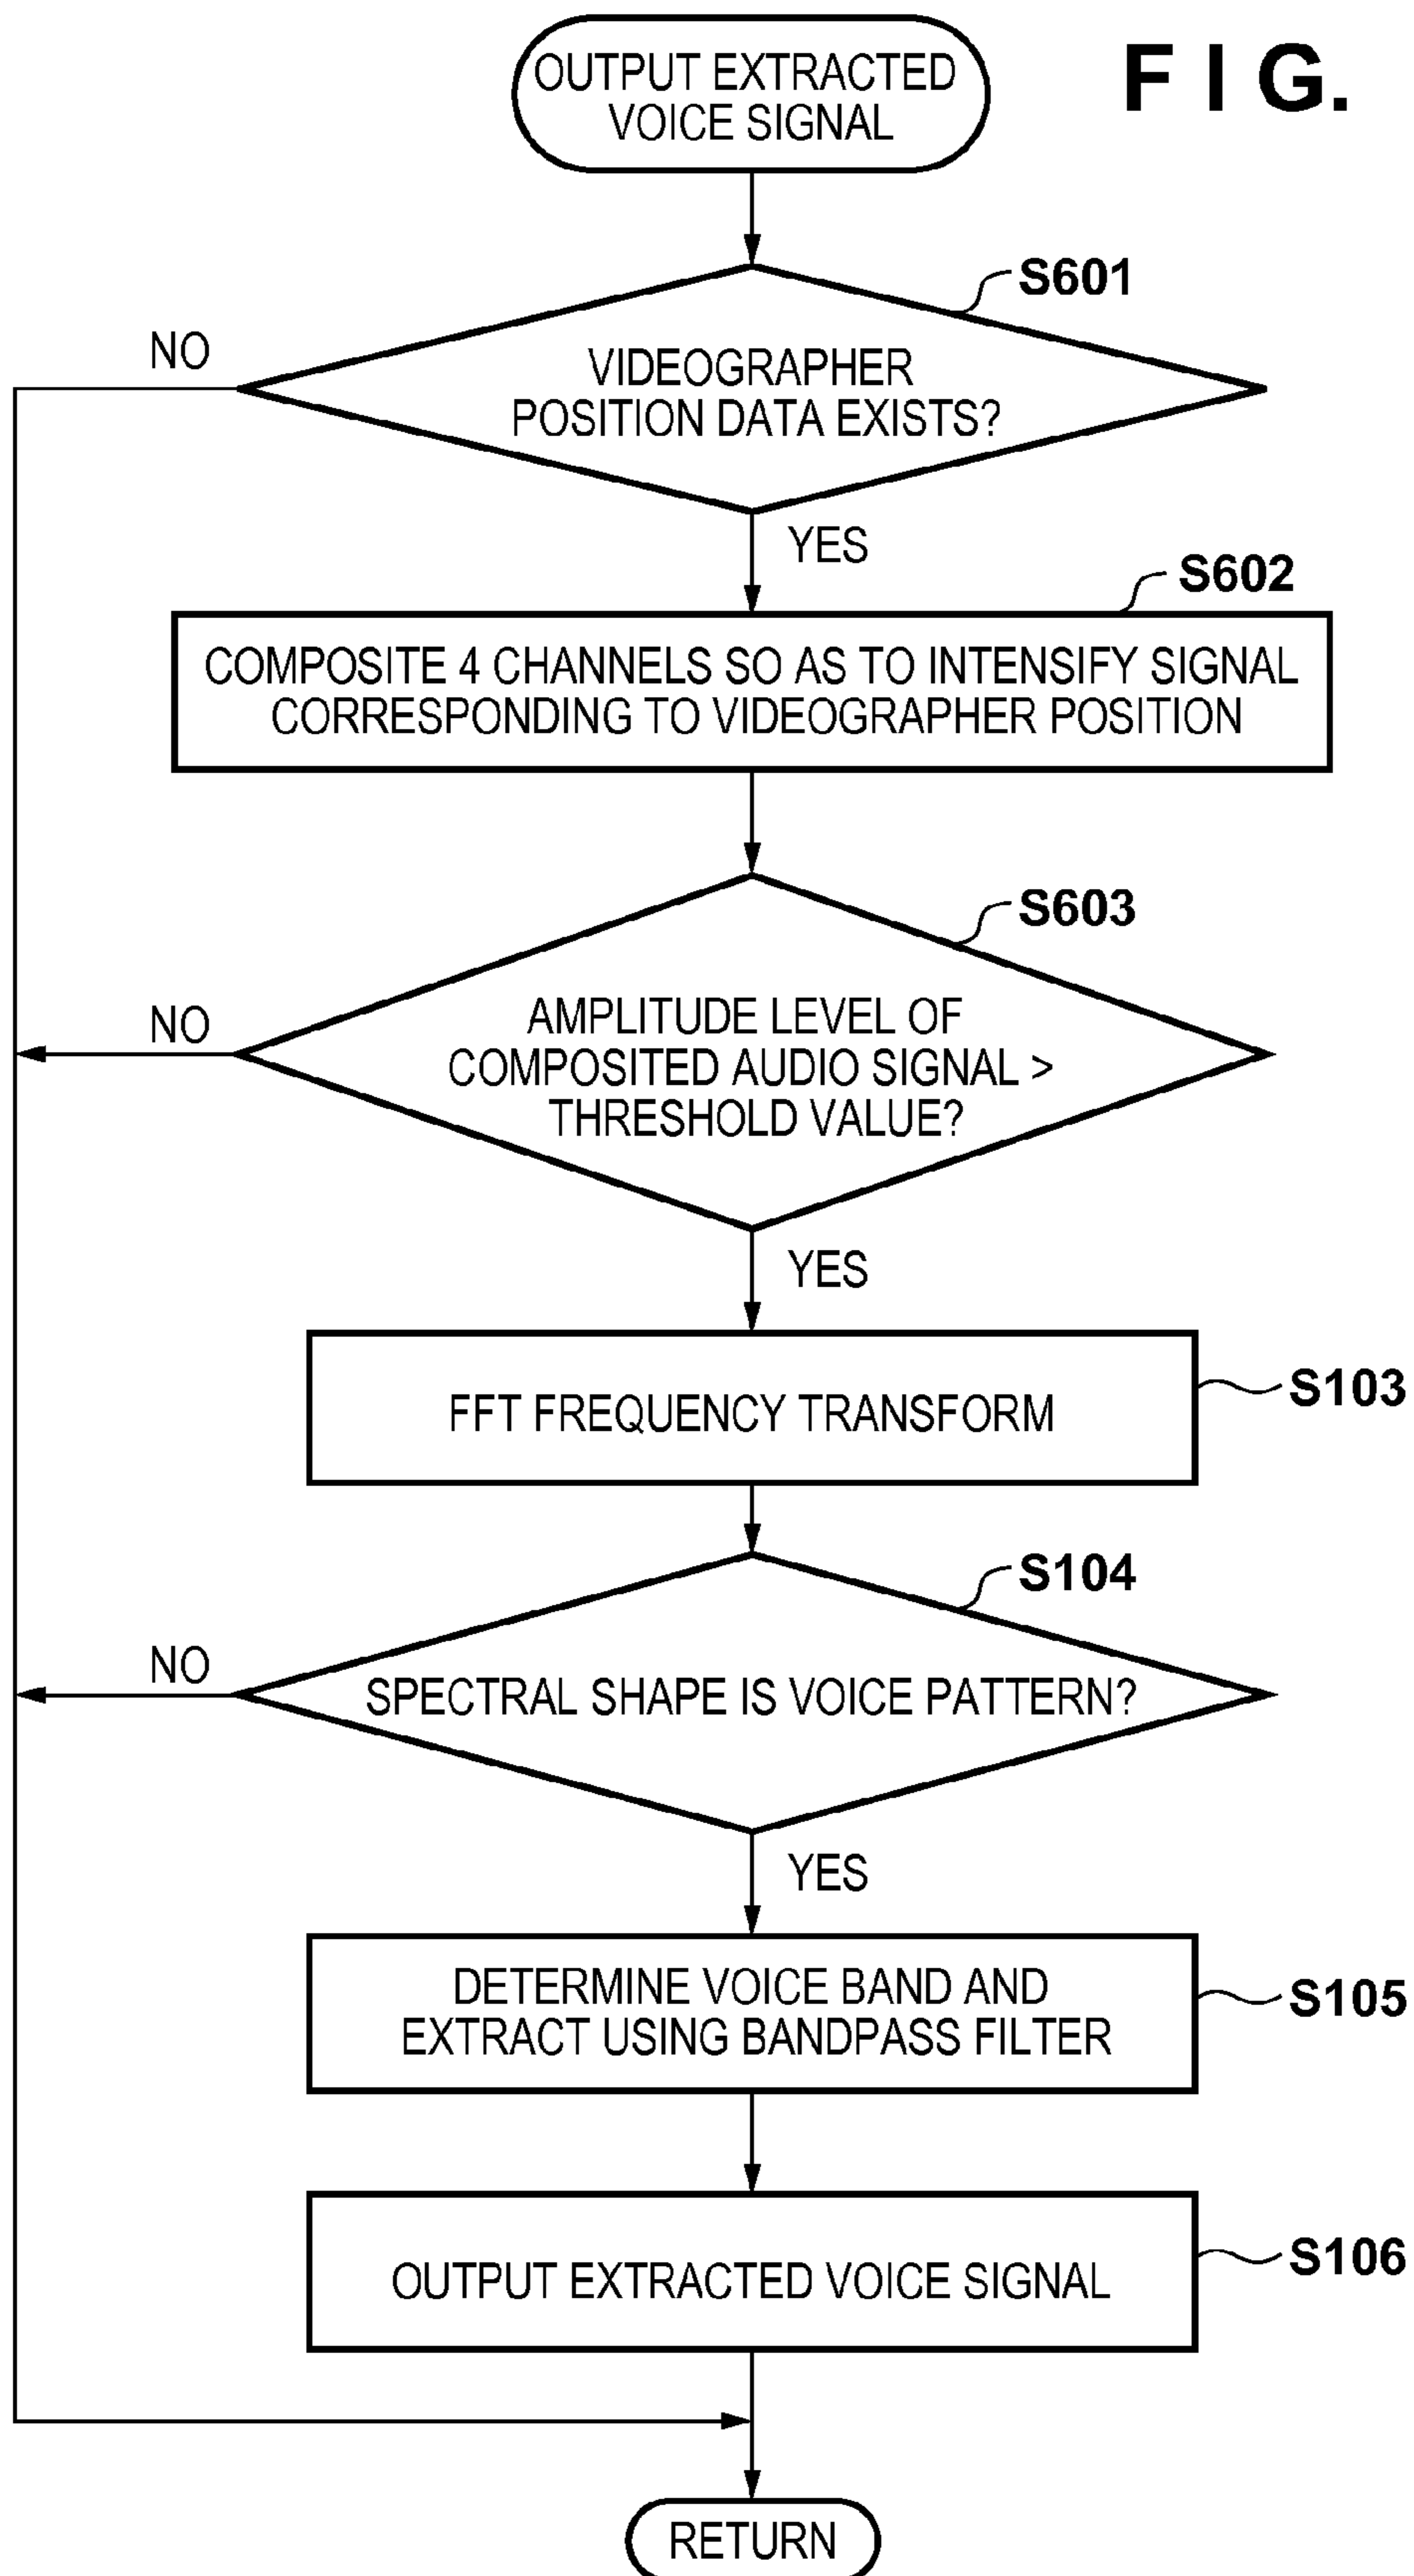 OUTPUT EXTRACTED
VOICE SIGNAL
F I G.
S601
NO
VIDEOGRAPHER
POSITION DATA EXISTS?
YES
S602
COMPOSITE 4 CHANNELS SO AS TO INTENSIFY SIGNAL
CORRESPONDING TO VIDEOGRAPHER POSITION
S603
NO
AMPLITUDE LEVEL OF
COMPOSITED AUDIO SIGNAL >
THRESHOLD VALUE?
YES
FFT FREQUENCY TRANSFORM
S103
S104
NO
SPECTRAL SHAPE IS VOICE PATTERN?
YES
DETERMINE VOICE BAND AND
EXTRACT USING BANDPASS FILTER
S105
OUTPUT EXTRACTED VOICE SIGNAL
S106
RETURN